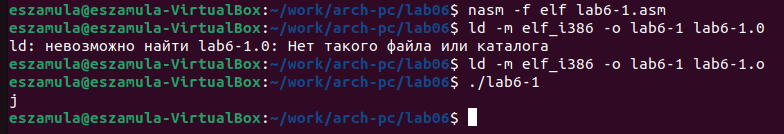 eszamula@eszamula-VirtualBox:~/work/arch-pc/lab06$ nasm -f elf lab6-1.asm
eszamula@eszamula-VirtualBox:~/work/arch-pc/lab06$ ld -m elf_i386 -o lab6-1 lab6-1.0
ld: невозможно найти lab6-1.0: Нет такого файла или каталога
eszamula@eszamula-VirtualBox:~/work/arch-pc/lab06$ ld -m elf_i386 -o lab6-1 lab6-1.o
eszamula@eszamula-VirtualBox:~/work/arch-pc/lab06$ ./lab6-1
j
eszamula@eszamula-VirtualBox:~/work/arch-pc/lab06$